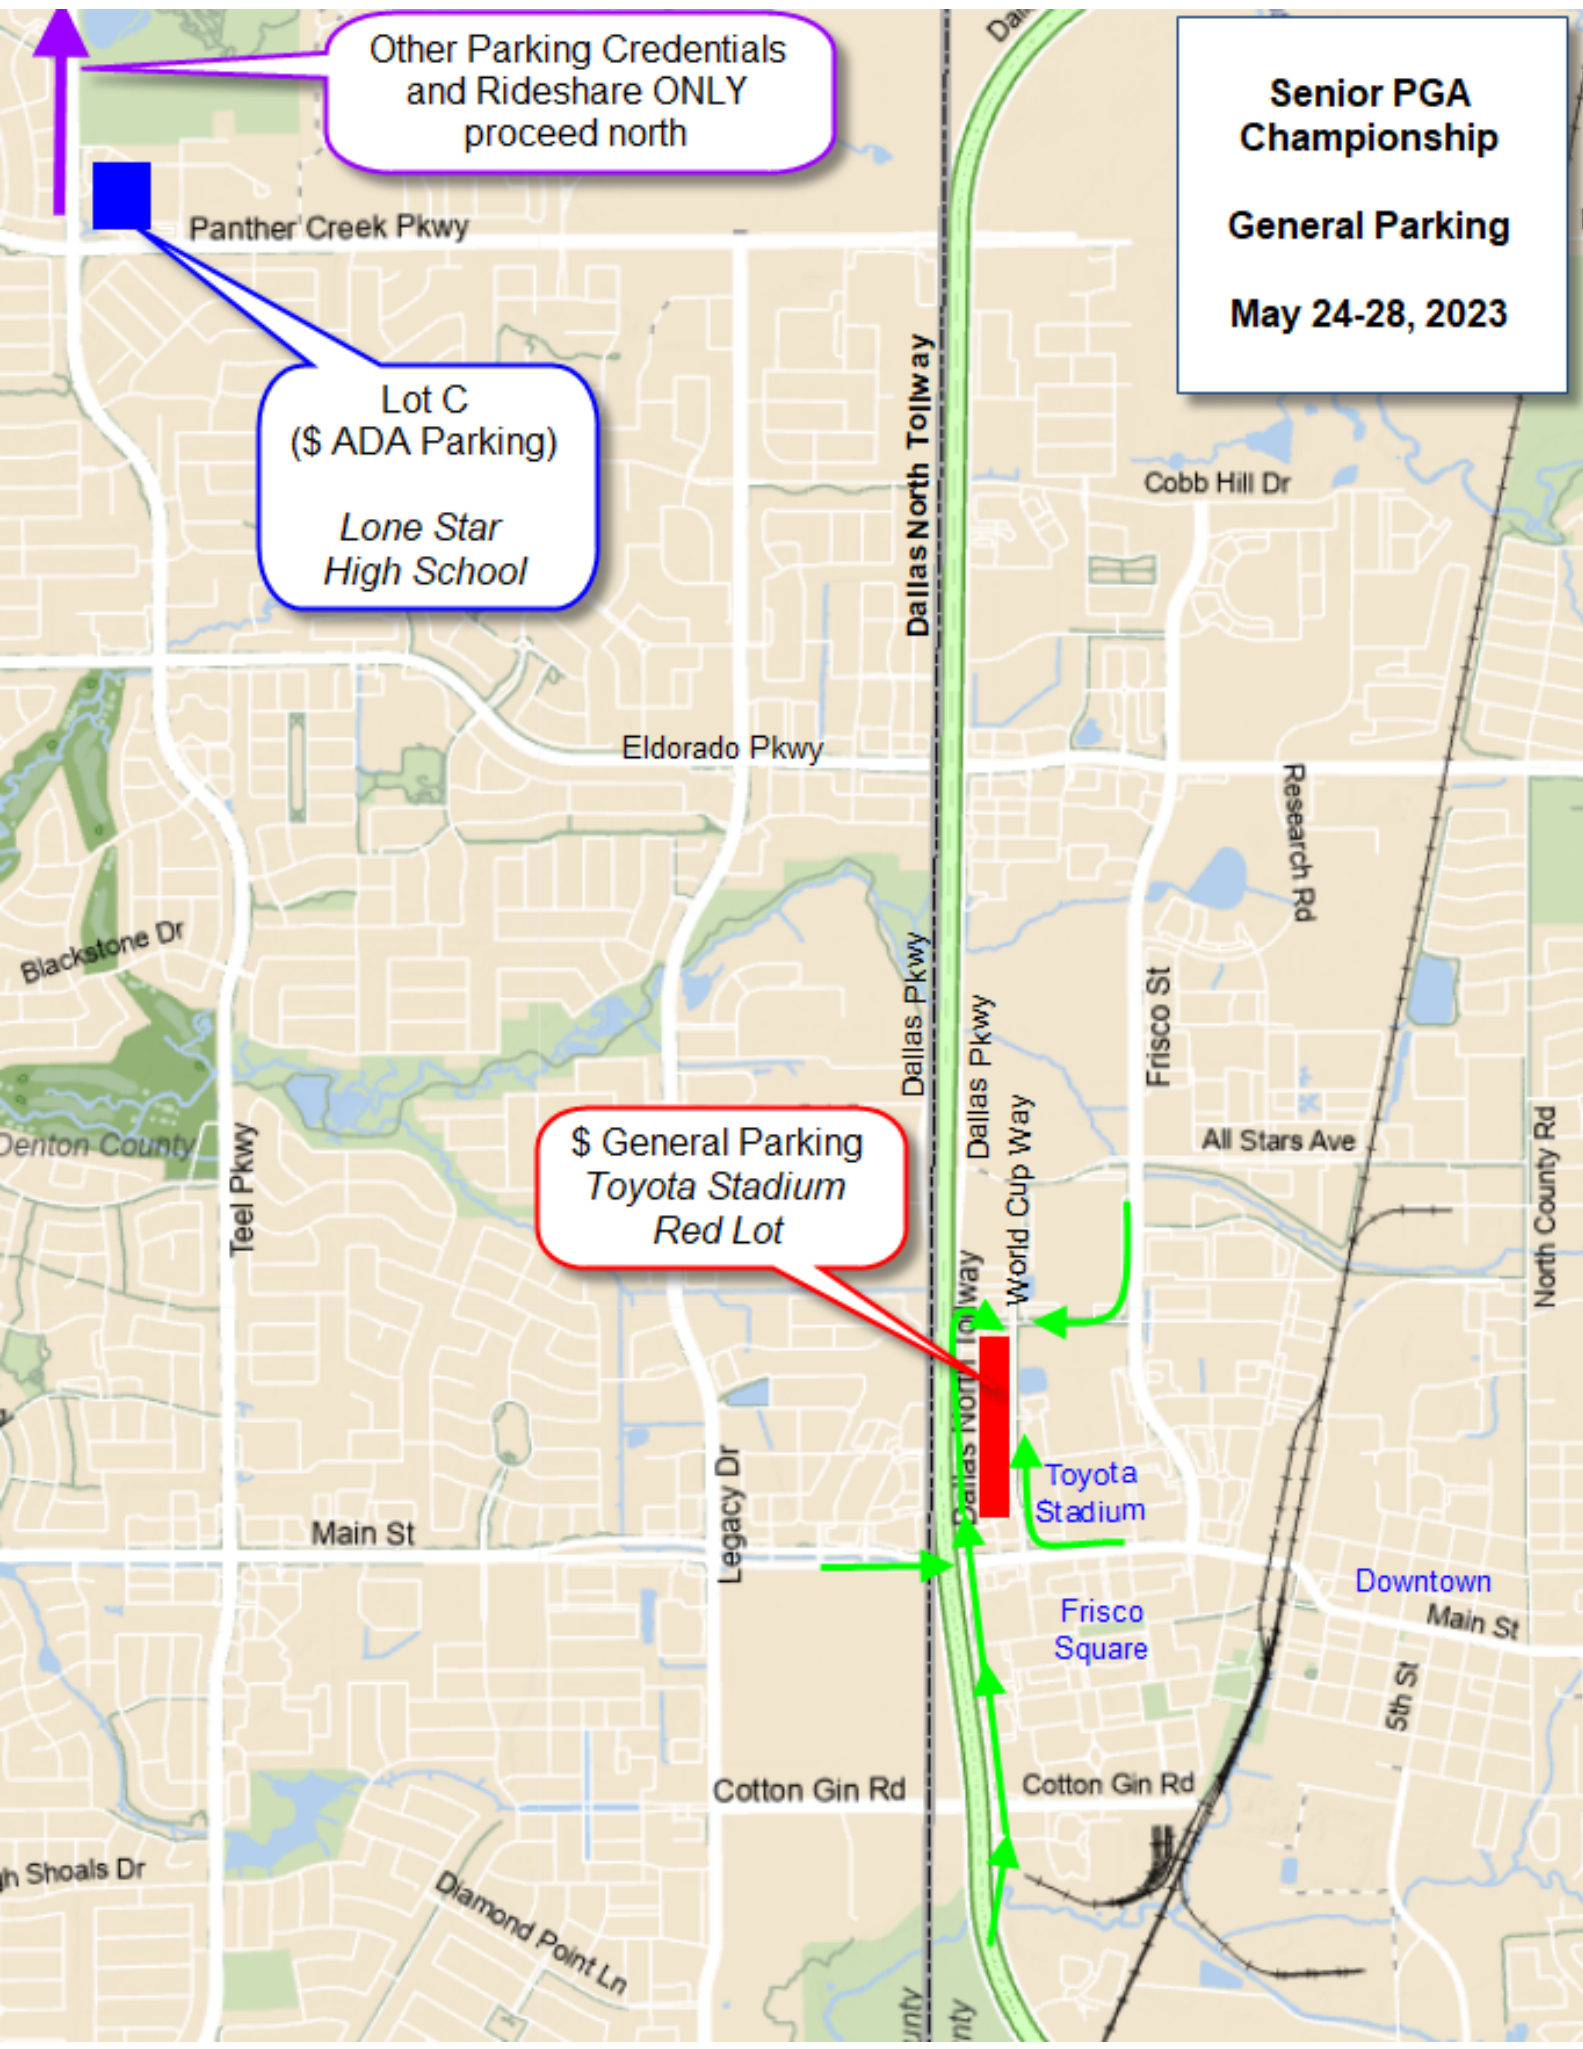 Other Parking Credentials
and Rideshare ONLY
proceed north
Senior PGA
Championship
General Parking
May 24-28, 2023
Panther Creek Pkwy
Lot C
($ ADA Parking)
Lone Star
High School
Dallas North Tollway
Cobb Hill Dr
Eldorado Pkwy
Research Rd
Blackstone Dr
Dallas Pkwy
Dallas Pkwy
Frisco St
World Cup Way
All Stars Ave
North County Rd
Denton County
Teel Pkwy
$ General Parking
Toyota Stadium
Red Lot
Dallas North Tollway
Legacy Dr
Toyota
Stadium
Main St
Downtown
Main St
Frisco
Square
5th St
Cotton Gin Rd
Cotton Gin Rd
Shoals Dr
Diamond Point Ln